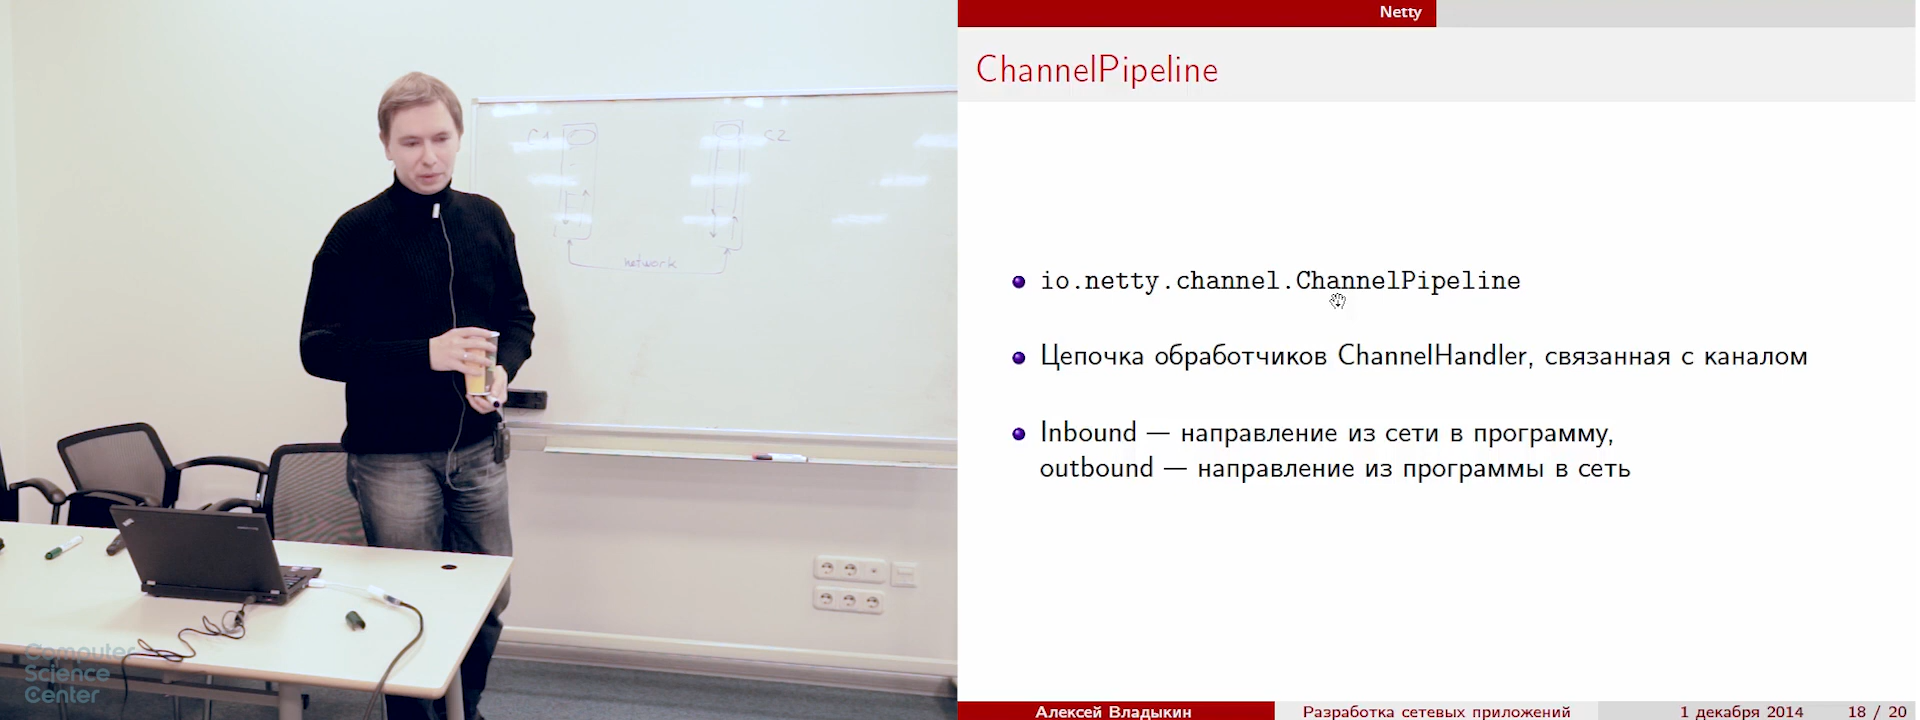 C1
C2
network
Computer
Science
Center
Netty
ChannelPipeline
io.netty.channel.ChannelPipeline
Цепочка обработчиков ChannelHandler, связанная с каналом
Inbound — направление из сети в программу,
outbound — направление из программы в сеть
Алексей Владыкин
Разработка сетевых приложений
1 декабря 2014
18 / 20